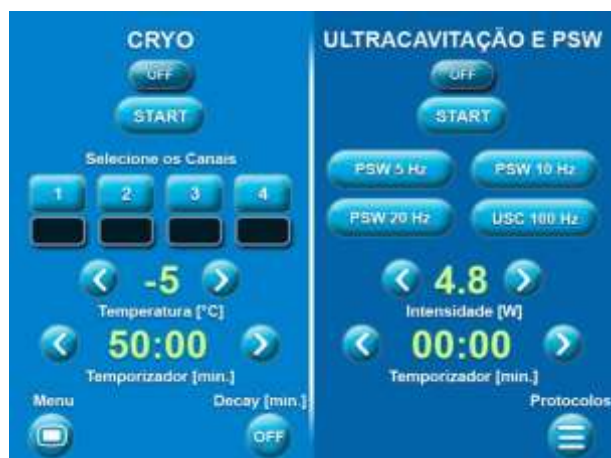 CRYO
OFF
START
Selecione os Canais
1 2 3 4
-5
Temperatura [°C]
50:00
Temporizador [min.]
Menu
Decay [min.]
OFF
ULTRACAVITAÇÃO E PSW
OFF
START
PSW 5 Hz PSW 10 Hz
PSW 20 Hz USC 100 Hz
4.8
Intensidade [W]
00:00
Temporizador [min.]
Protocolos